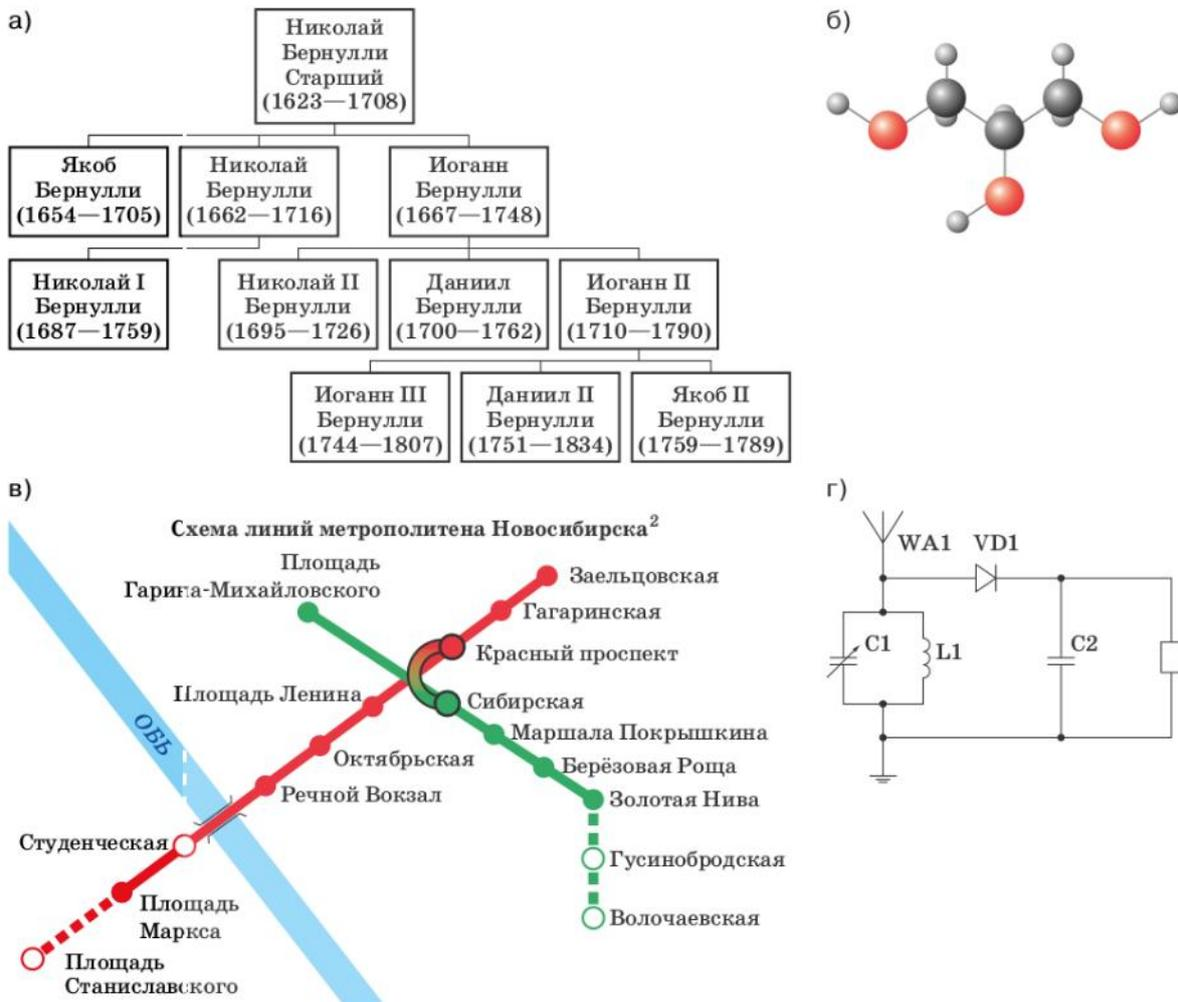 а)
Николай
Бернулли
Старший
(1623—1708)
Якоб
Бернулли
(1654—1705)
Николай
Бернулли
(1662—1716)
Иоганн
Бернулли
(1667—1748)
Николай I
Бернулли
(1687—1759)
Николай II
Бернулли
(1695—1726)
Даниил
Бернулли
(1700—1762)
Иоганн II
Бернулли
(1710—1790)
Иоганн III
Бернулли
(1744—1807)
Даниил II
Бернулли
(1751—1834)
Якоб II
Бернулли
(1759—1789)
б)
в)
Схема линий метрополитена Новосибирска²
Площадь
Гарина-Михайловского
Заельцовская
Гагаринская
Красный проспект
Площадь Ленина
Сибирская
Маршала Покрышкина
ОБЬ
Октябрьская
Берёзовая Роща
Речной Вокзал
Золотая Нива
Студенческая
Гусинобродская
Площадь
Маркса
Волочаевская
Площадь
Станиславского
г)
WA1
VD1
C1
L1
C2